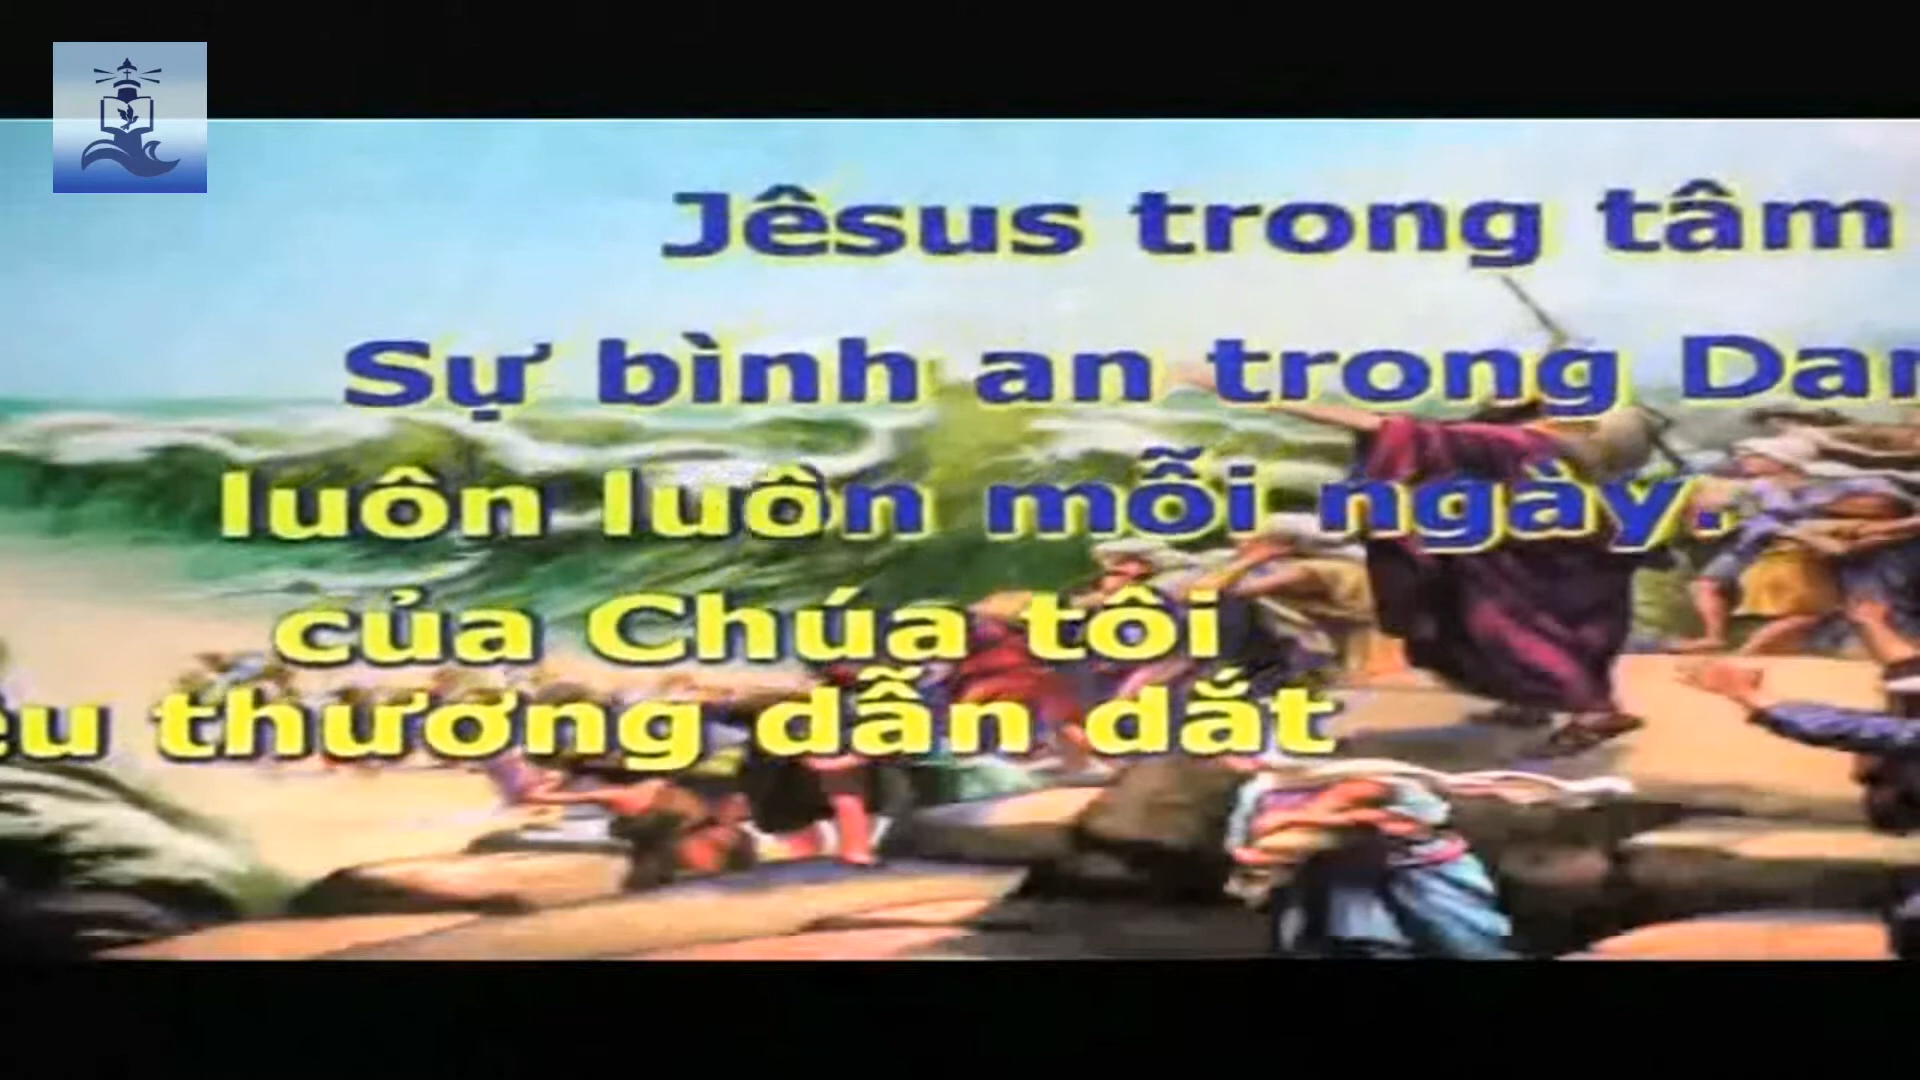 Jêsus trong tâm
Sự bình an trong
luôn luôn mỗi ngày.
của Chúa tôi
thương dẫn dắt